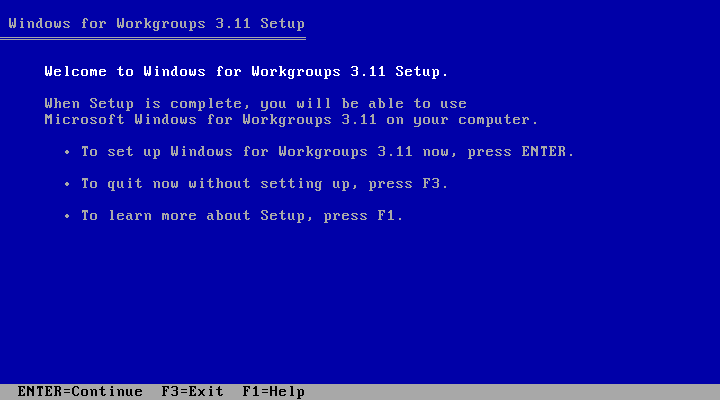 Windows for Workgroups 3.11 Setup
Welcome to Windows for Workgroups 3.11 Setup.
When Setup is complete, you will be able to use
Microsoft Windows for Workgroups 3.11 on your computer.
• To set up Windows for Workgroups 3.11 now, press ENTER.
• To quit now without setting up, press F3.
• To learn more about Setup, press F1.
ENTER=Continue  F3=Exit  F1=Help